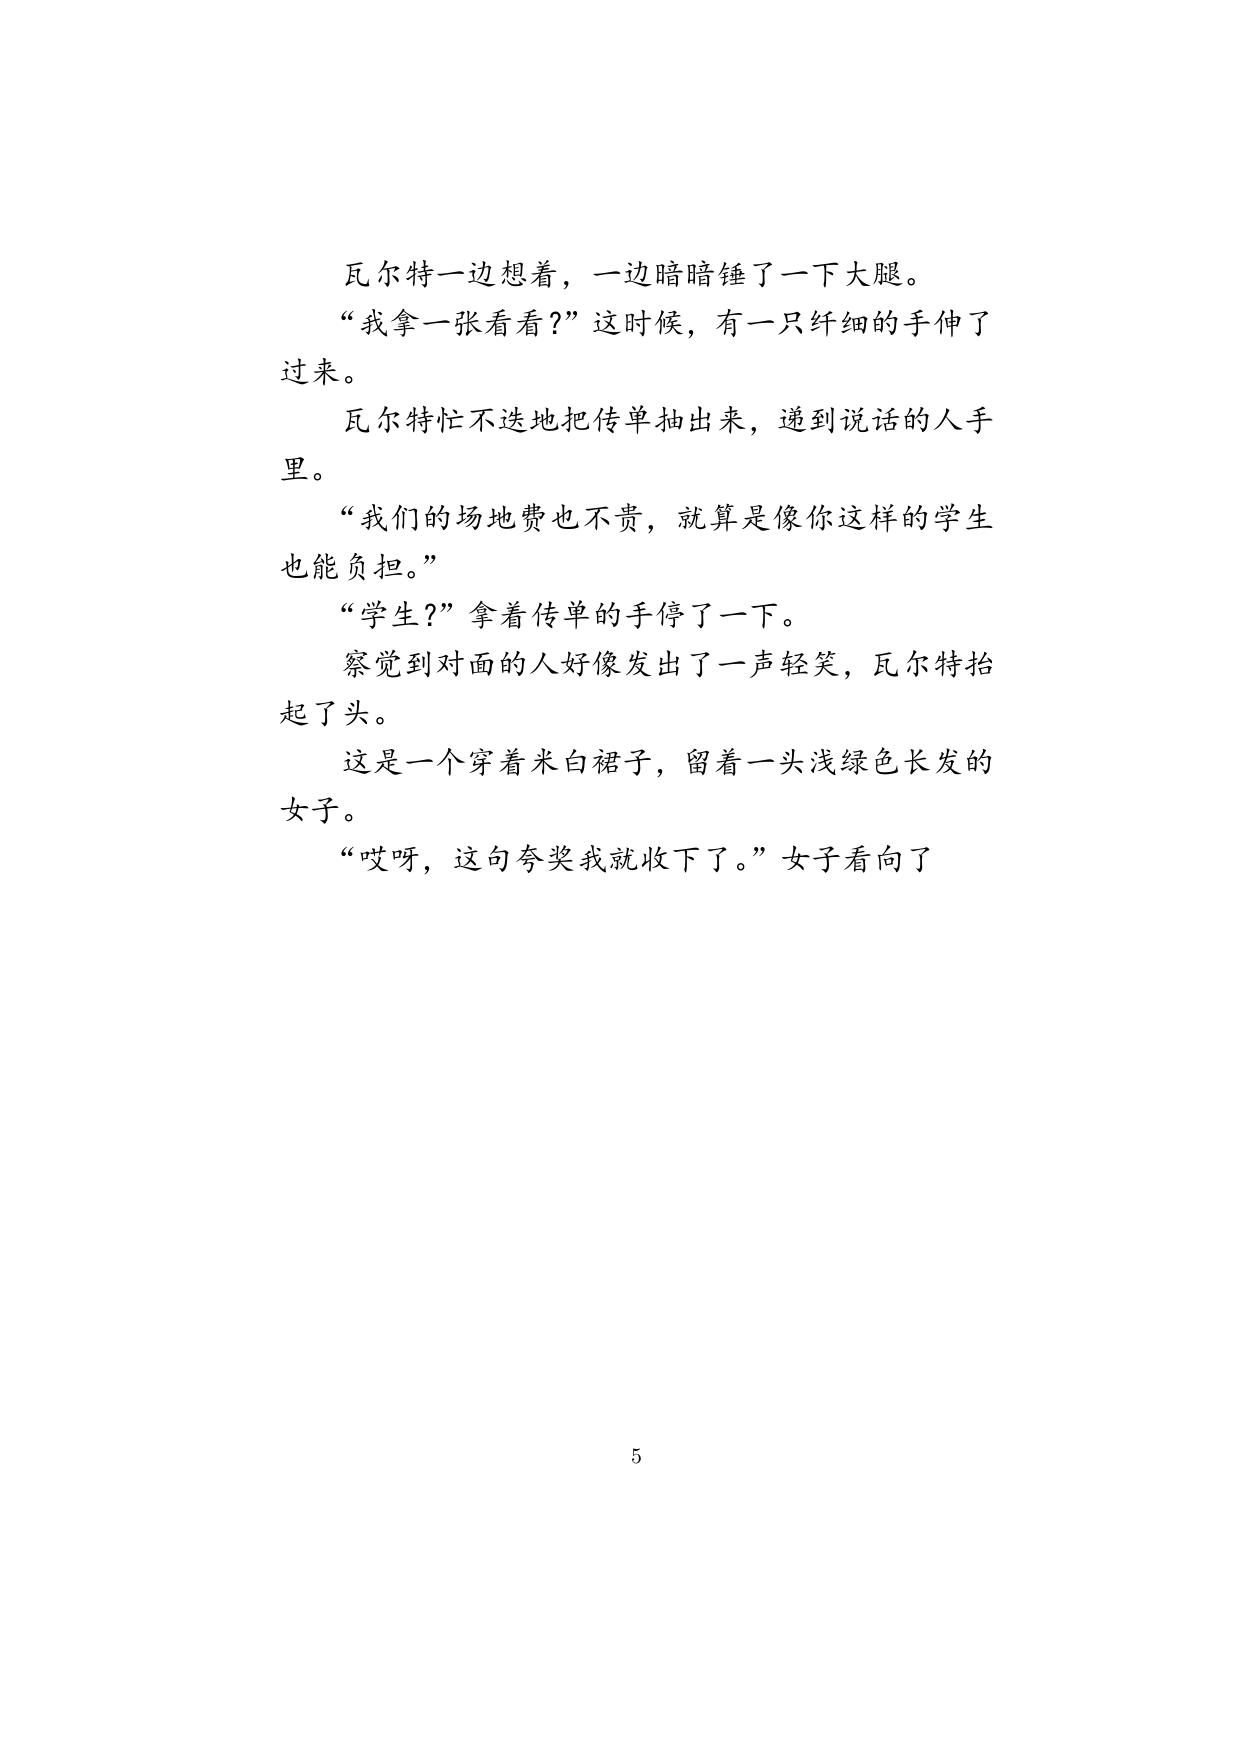 瓦尔特一边想着，一边暗暗锤了一下大腿。
“我拿一张看看?”这时候，有一只纤细的手伸了
过来。
瓦尔特忙不迭地把传单抽出来，递到说话的人手
里。
“我们的场地费也不贵，就算是像你这样的学生
也能负担。”
“学生?”拿着传单的手停了一下。
察觉到对面的人好像发出了一声轻笑，瓦尔特抬
起了头。
这是一个穿着米白裙子，留着一头浅绿色长发的
女子。
“哎呀，这句夸奖我就收下了。”女子看向了
5